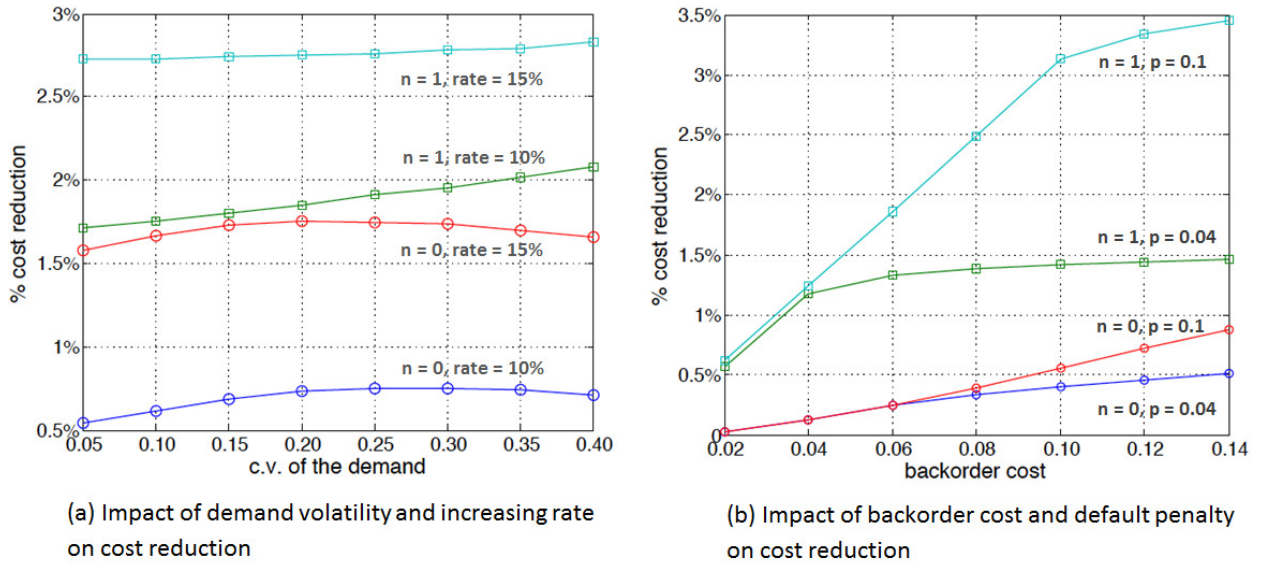 3%
2.5%
2%
1.5%
1%
0.5%
% cost reduction
n = 1, rate = 15%
n = 1, rate = 10%
n = 0, rate = 15%
n = 0, rate = 10%
0.05 0.10 0.15 0.20 0.25 0.30 0.35 0.40
c.v. of the demand
(a) Impact of demand volatility and increasing rate
on cost reduction
3.5%
3%
2.5%
2%
1.5%
1%
0.5%
0
% cost reduction
n = 1, p = 0.1
n = 1, p = 0.04
n = 0, p = 0.1
n = 0, p = 0.04
0.02 0.04 0.06 0.08 0.10 0.12 0.14
backorder cost
(b) Impact of backorder cost and default penalty
on cost reduction